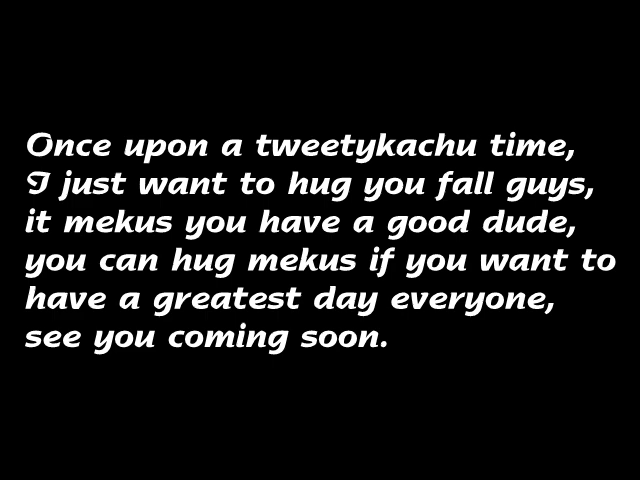 Once upon a tweetykachu time,
I just want to hug you fall guys,
it mekus you have a good dude,
you can hug mekus if you want to
have a greatest day everyone,
see you coming soon.